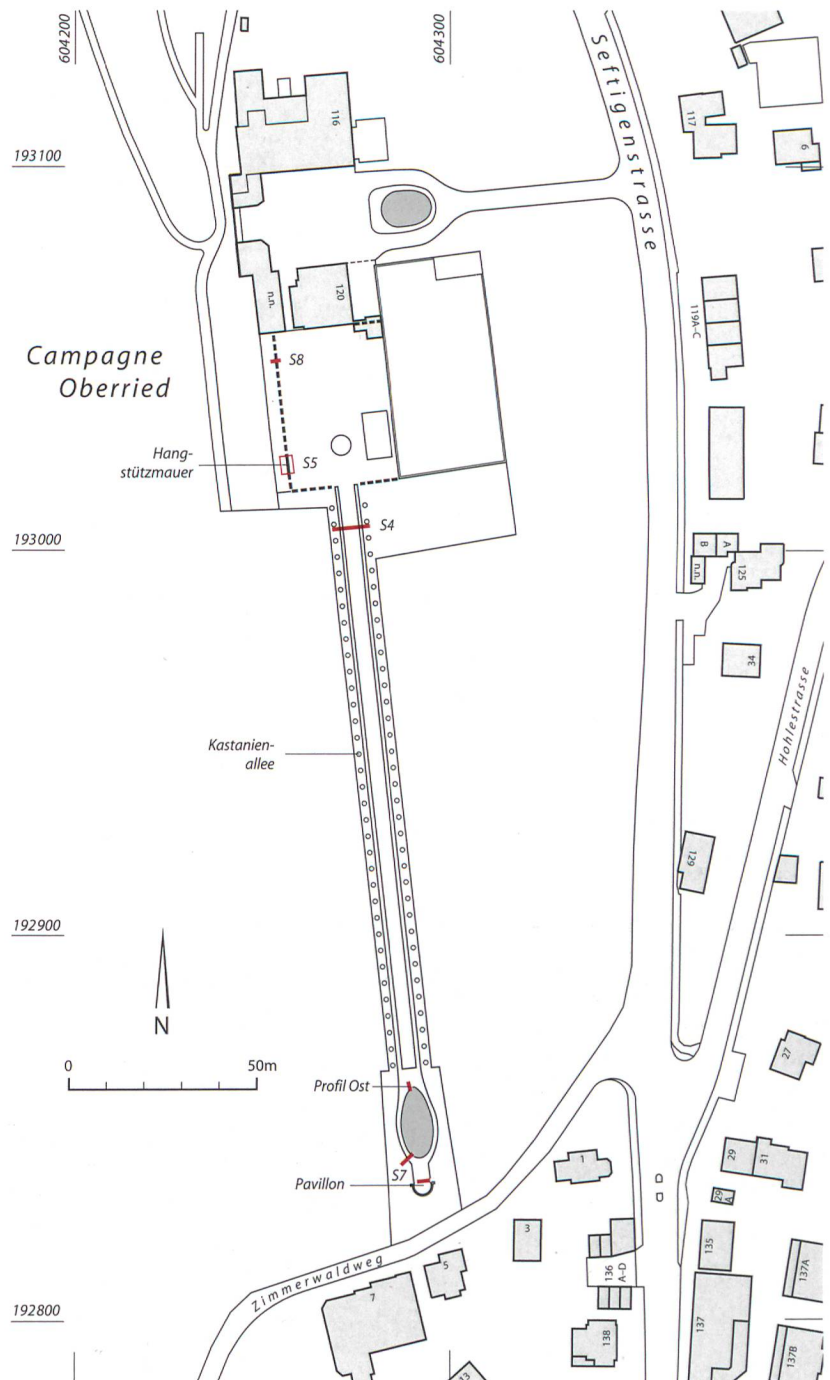 604200
604300
Seftigenstrasse
193100
116
117
9
n.n.
120
119A–C
Campagne
Oberried
S8
Hang-
stützmauer
S5
S4
193000
B
A
n.n.
125
34
Hohlestrasse
Kastanien-
allee
129
192900
N
0
50m
27
Profil Ost
S7
Pavillon
1
29
31
29
A
3
135
5
136
A–D
137A
Zimmerwaldweg
7
192800
137
138
137B
13